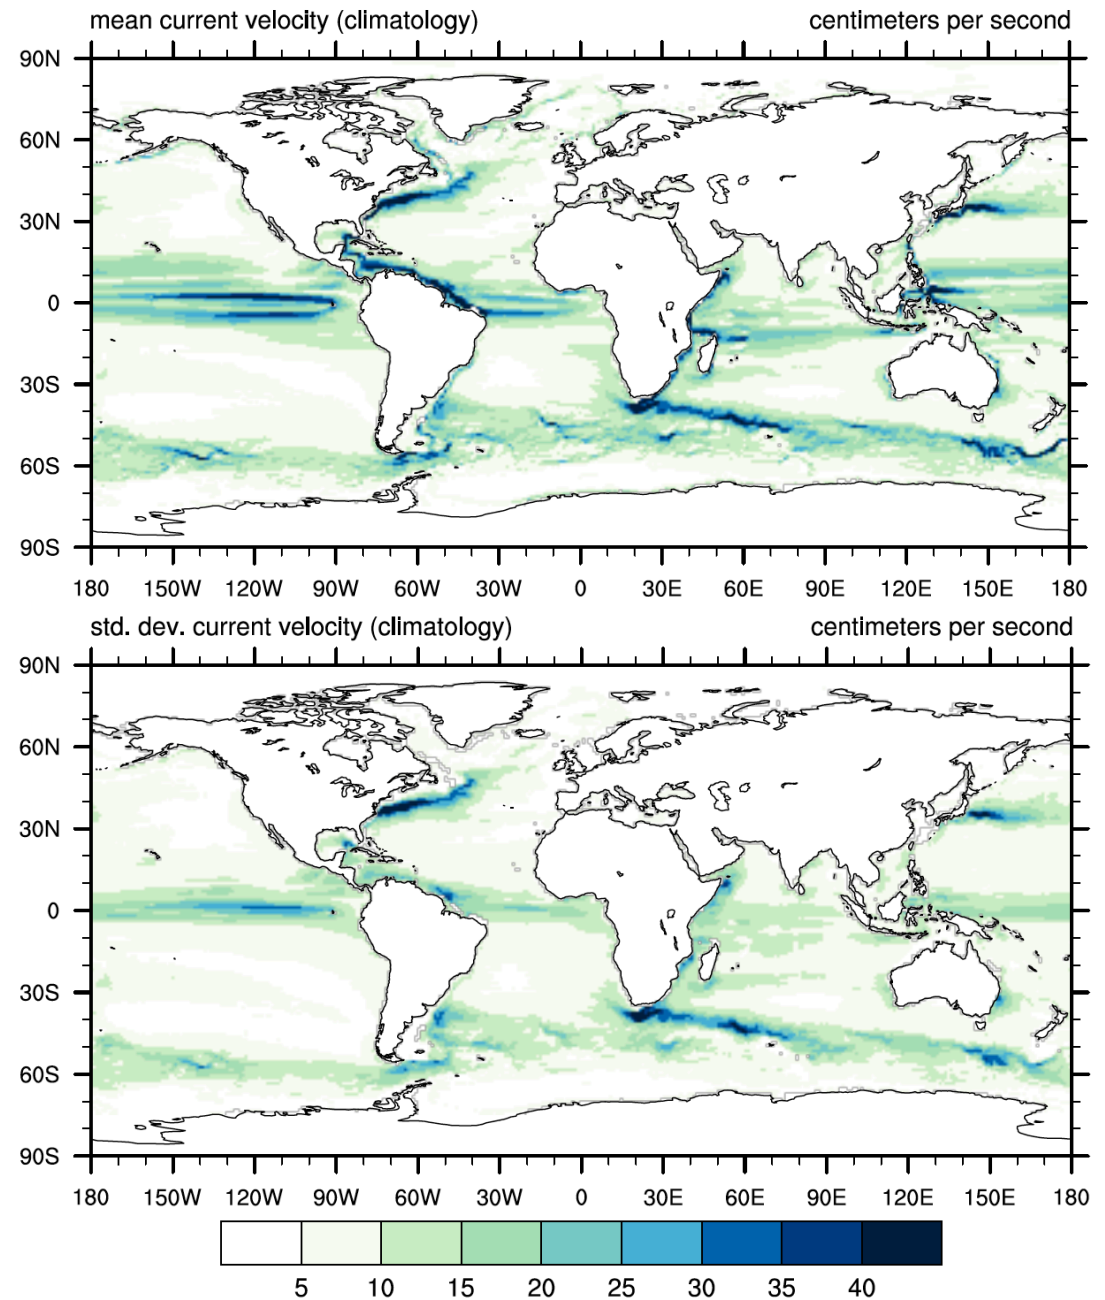 mean current velocity (climatology) centimeters per second
90N
60N
30N
0
30S
60S
90S
180 150W 120W 90W 60W 30W 0 30E 60E 90E 120E 150E 180
std. dev. current velocity (climatology) centimeters per second
90N
60N
30N
0
30S
60S
90S
180 150W 120W 90W 60W 30W 0 30E 60E 90E 120E 150E 180
5 10 15 20 25 30 35 40